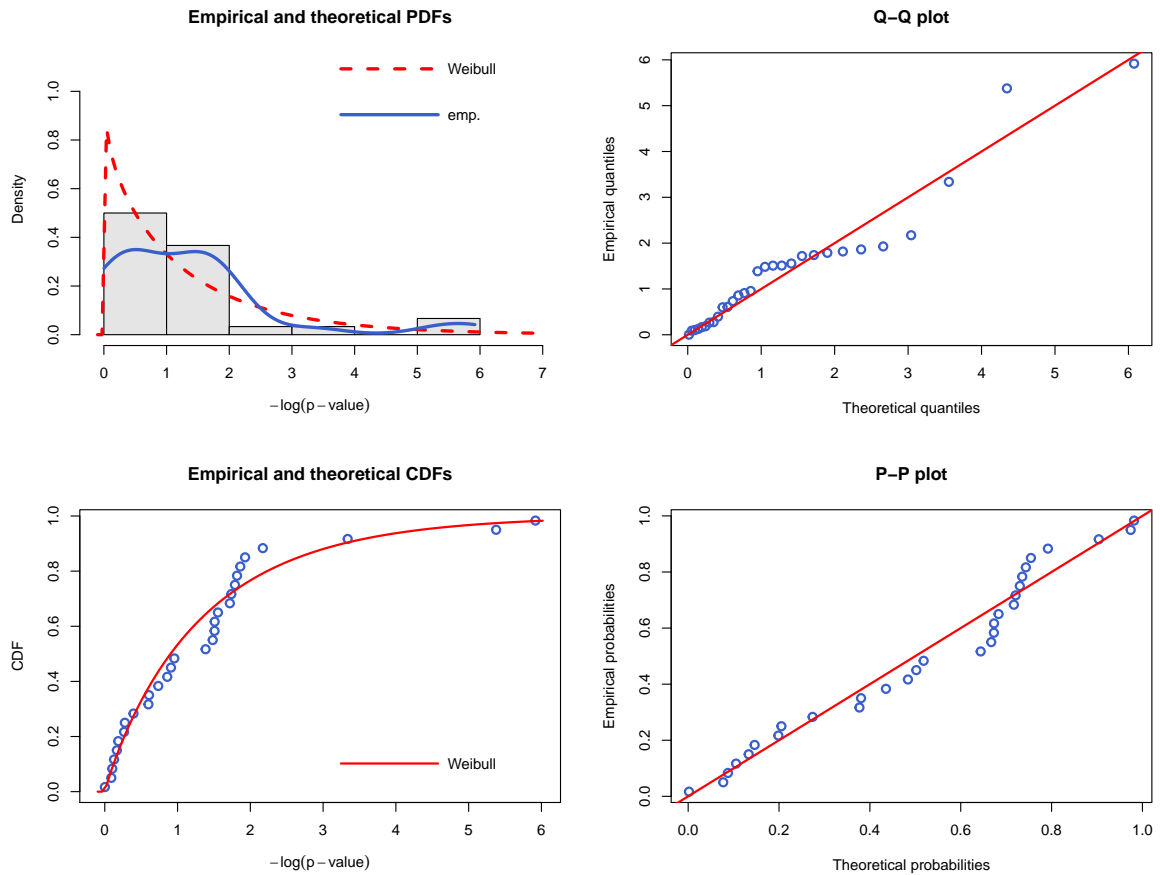 Empirical and theoretical PDFs
Weibull
emp.
Density
0.0 0.2 0.4 0.6 0.8 1.0
0 1 2 3 4 5 6 7
−log(p−value)
Q−Q plot
Empirical quantiles
0 1 2 3 4 5 6
0 1 2 3 4 5 6
Theoretical quantiles
Empirical and theoretical CDFs
CDF
0.0 0.2 0.4 0.6 0.8 1.0
Weibull
0 1 2 3 4 5 6
−log(p−value)
P−P plot
Empirical probabilities
0.0 0.2 0.4 0.6 0.8 1.0
0.0 0.2 0.4 0.6 0.8 1.0
Theoretical probabilities